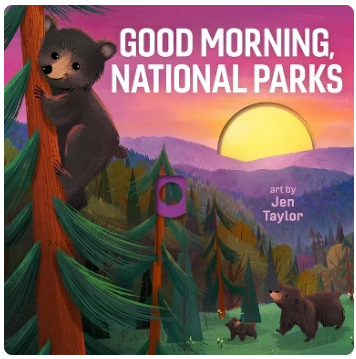 GOOD MORNING,
NATIONAL PARKS
art by
Jen
Taylor